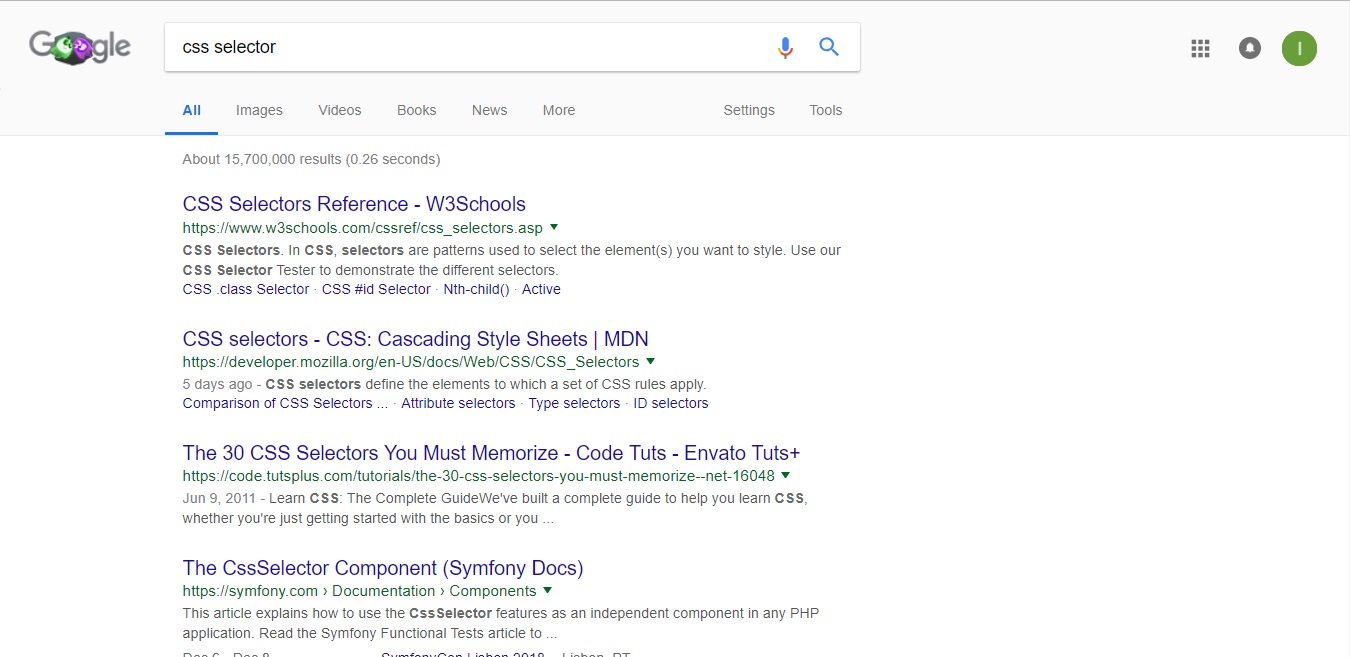 Google
css selector
I
All Images Videos Books News More Settings Tools
About 15,700,000 results (0.26 seconds)
CSS Selectors Reference - W3Schools
https://www.w3schools.com/cssref/css_selectors.asp
CSS Selectors. In CSS, selectors are patterns used to select the element(s) you want to style. Use our
CSS Selector Tester to demonstrate the different selectors.
CSS .class Selector · CSS #id Selector · Nth-child() · Active
CSS selectors - CSS: Cascading Style Sheets | MDN
https://developer.mozilla.org/en-US/docs/Web/CSS/CSS_Selectors
5 days ago - CSS selectors define the elements to which a set of CSS rules apply.
Comparison of CSS Selectors ... · Attribute selectors · Type selectors · ID selectors
The 30 CSS Selectors You Must Memorize - Code Tuts - Envato Tuts+
https://code.tutsplus.com/tutorials/the-30-css-selectors-you-must-memorize--net-16048
Jun 9, 2011 - Learn CSS: The Complete GuideWe've built a complete guide to help you learn CSS,
whether you're just getting started with the basics or you ...
The CssSelector Component (Symfony Docs)
https://symfony.com › Documentation › Components
This article explains how to use the CssSelector features as an independent component in any PHP
application. Read the Symfony Functional Tests article to ...
SymfonyCon Lisbon 2018 Lisbon, PT